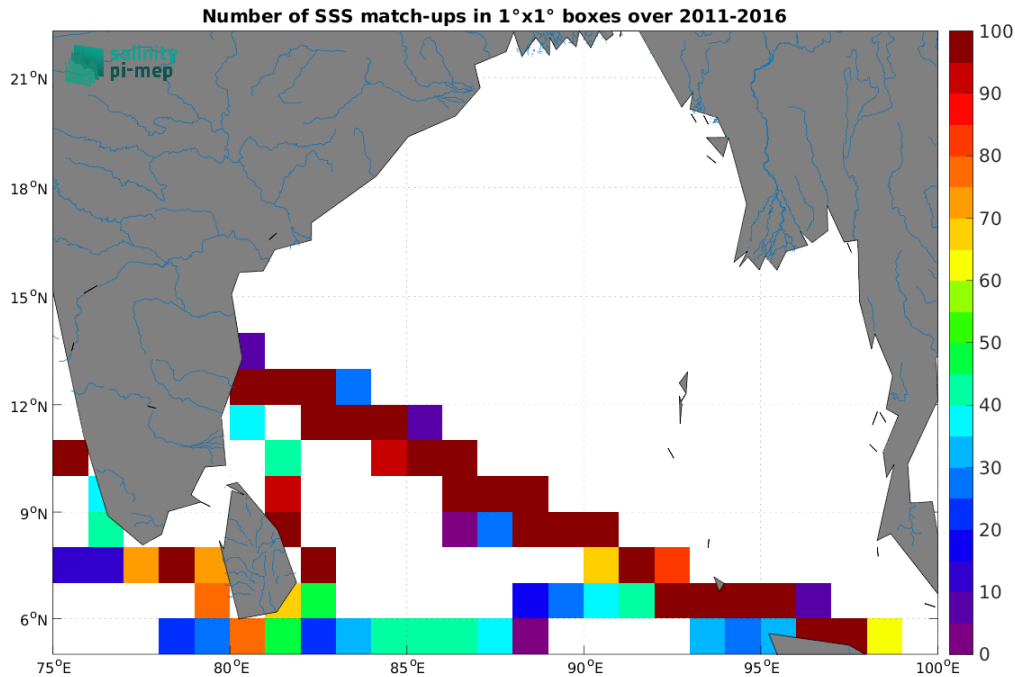 Number of SSS match-ups in 1°x1° boxes over 2011-2016
salinity
pi-mep
21°N
18°N
15°N
12°N
9°N
6°N
75°E 80°E 85°E 90°E 95°E 100°E
100
90
80
70
60
50
40
30
20
10
0